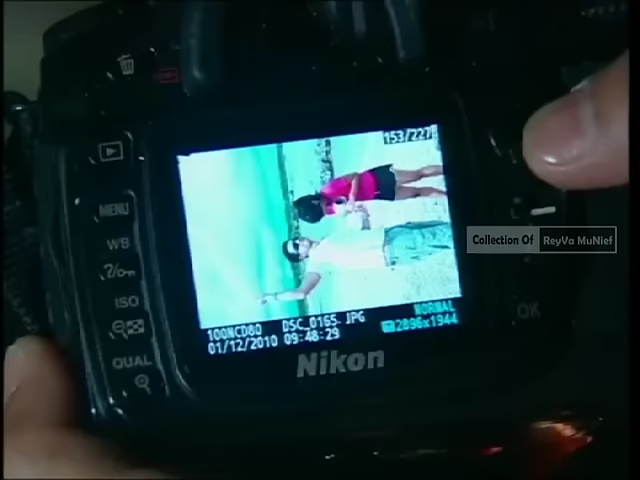 153/227
MENU
WB
?/
ISO
QUAL
OK
100NCD80 DSC_0165.JPG NORMAL
01/12/2010 09:48:29 2896x1944
Nikon
Collection Of ReyVa MuNief